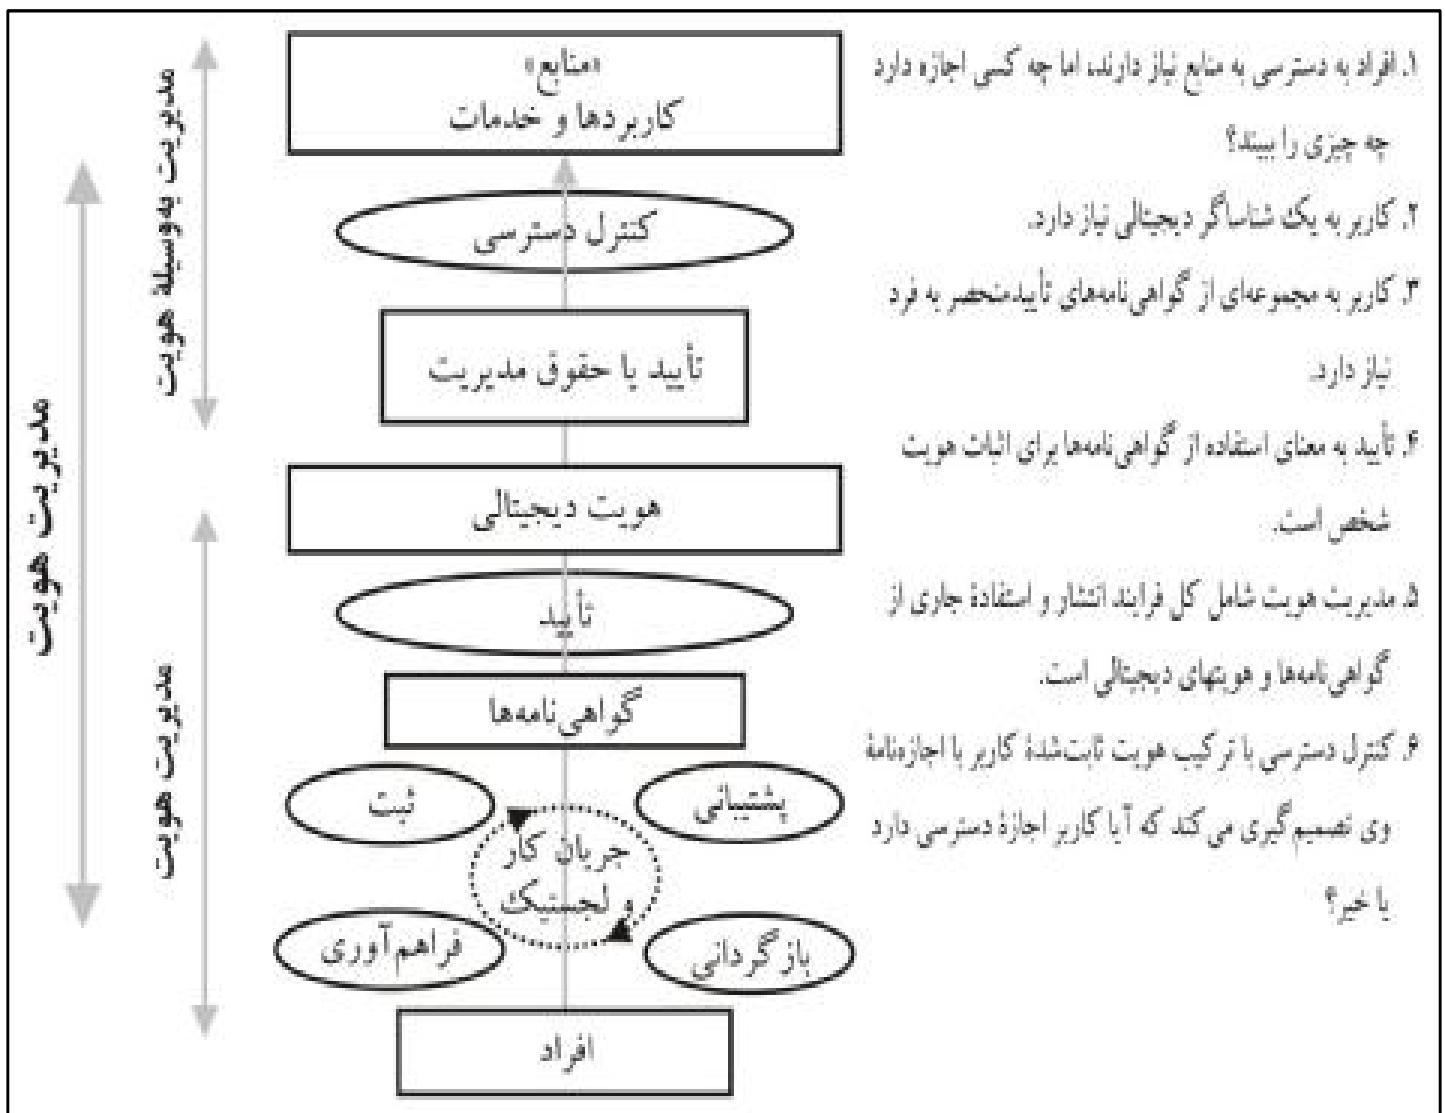 ۱. افراد به دسترسی به منابع نیاز دارند، اما چه کسی اجازه دارد
چه چیزی را ببیند؟
۲. کاربر به یک شناساگر دیجیتالی نیاز دارد.
۳. کاربر به مجموعه‌ای از گواهی‌نامه‌های تأیید منحصر به فرد
نیاز دارد.
۴. تأیید به معنای استفاده از گواهی‌نامه‌ها برای اثبات هویت
شخص است.
۵. مدیریت هویت شامل کل فرایند انتشار و استفادهٔ جاری از
گواهی‌نامه‌ها و هویتهای دیجیتالی است.
۶. کنترل دسترسی با ترکیب هویت ثابت‌شدهٔ کاربر با اجازه‌نامهٔ
وی تصمیم‌گیری می‌کند که آیا کاربر اجازهٔ دسترسی دارد
یا خیر؟
«منابع»
کاربردها و خدمات
کنترل دسترسی
تأیید یا حقوق مدیریت
هویت دیجیتالی
تأیید
گواهی‌نامه‌ها
پشتیبانی
ثبت
جریان کار
و لجستیک
بازگردانی
فراهم‌آوری
افراد
مدیریت به‌وسیلهٔ هویت
مدیریت هویت
مدیریت هویت